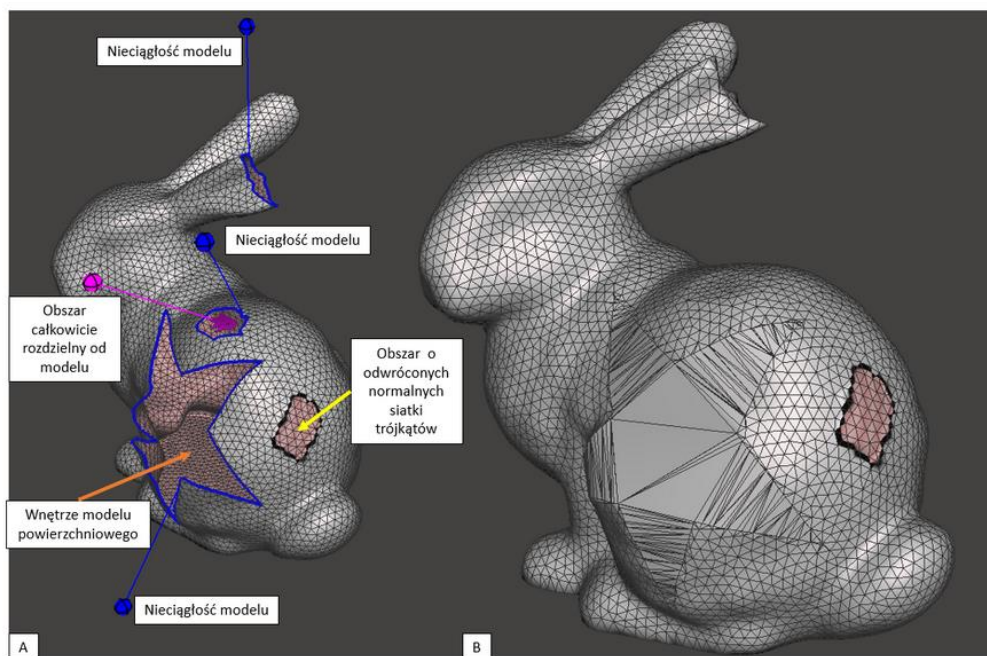 Nieciągłość modelu
Nieciągłość modelu
Obszar
całkowicie
rozdzielny od
modelu
Obszar o
odwróconych
normalnych
siatki
trójkątów
Wnętrze modelu
powierzchniowego
Nieciągłość modelu
A
B